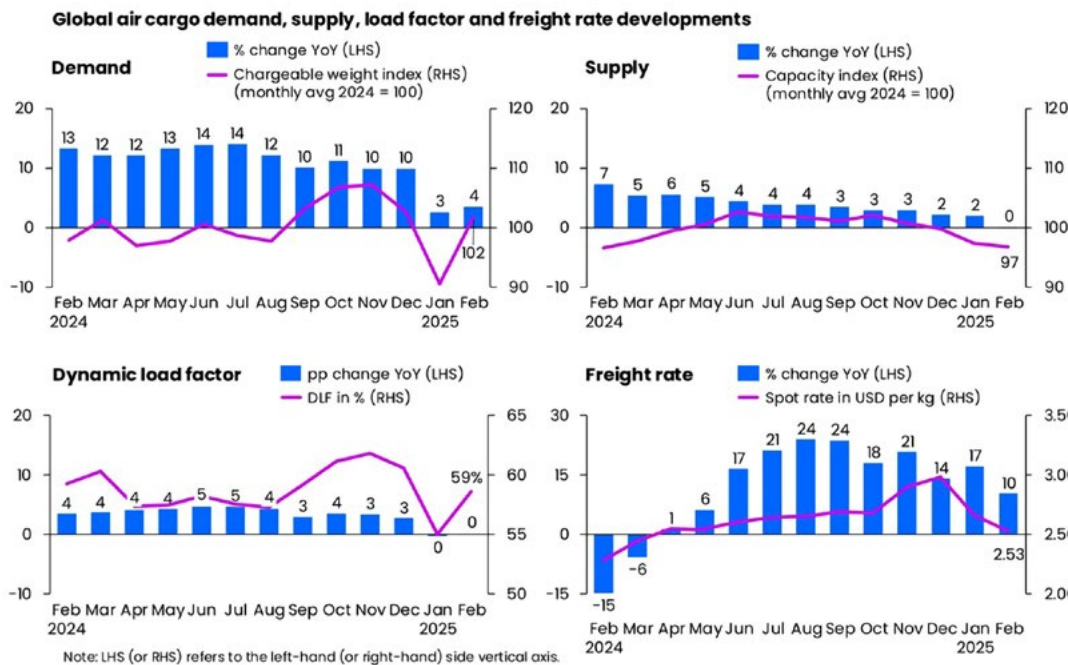 Global air cargo demand, supply, load factor and freight rate developments
Demand
% change YoY (LHS)
Chargeable weight index (RHS)
(monthly avg 2024 = 100)
20
10
0
-10
120
110
100
90
13 12 12 13 14 14 12 10 11 10 10 3 4
102
Feb Mar Apr May Jun Jul Aug Sep Oct Nov Dec Jan Feb
2024 2025
Supply
% change YoY (LHS)
Capacity index (RHS)
(monthly avg 2024 = 100)
20
10
0
-10
120
110
100
90
7 5 6 5 4 4 4 3 3 3 2 2 0
97
Feb Mar Apr May Jun Jul Aug Sep Oct Nov Dec Jan Feb
2024 2025
Dynamic load factor
pp change YoY (LHS)
DLF in % (RHS)
20
10
0
-10
65
60
55
50
4 4 4 4 5 5 4 3 4 3 3 0 0
59%
Feb Mar Apr May Jun Jul Aug Sep Oct Nov Dec Jan Feb
2024 2025
Freight rate
% change YoY (LHS)
Spot rate in USD per kg (RHS)
30
15
0
-15
3.50
3.00
2.50
2.00
-15 -6 1 6 17 21 24 24 18 21 14 17 10
2.53
Feb Mar Apr May Jun Jul Aug Sep Oct Nov Dec Jan Feb
2024 2025
Note: LHS (or RHS) refers to the left-hand (or right-hand) side vertical axis.